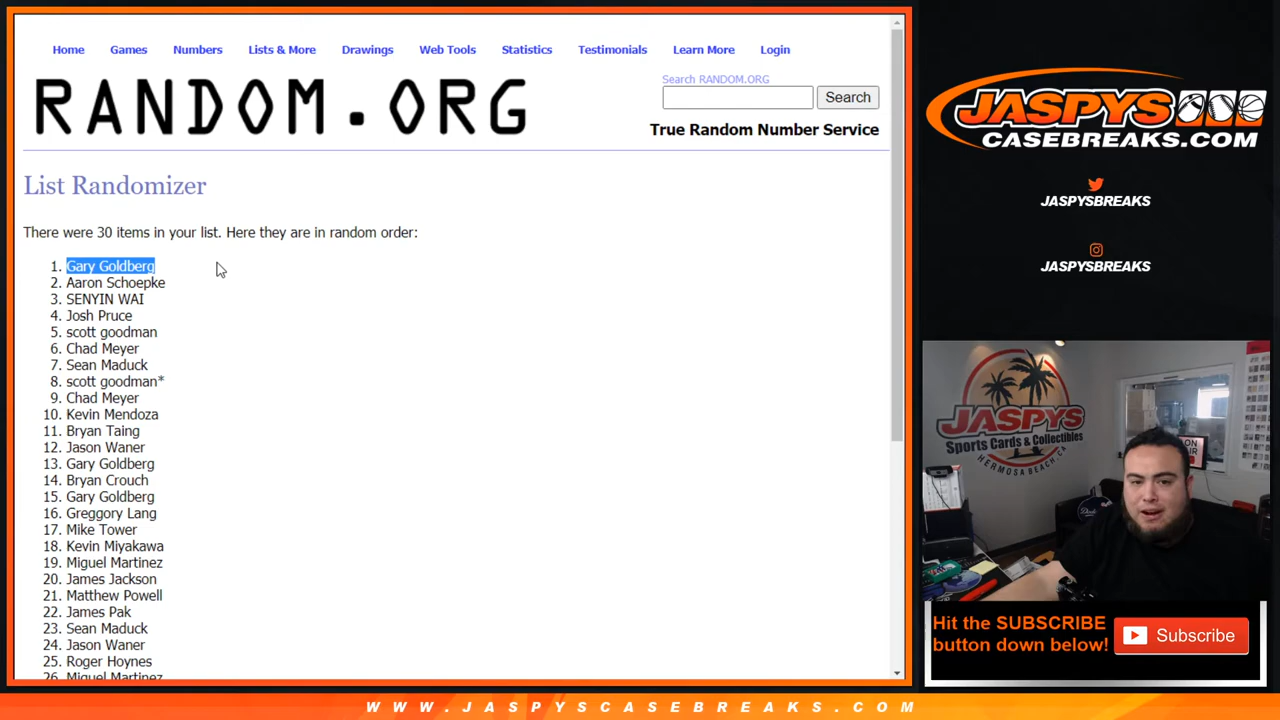 Home Games Numbers Lists & More Drawings Web Tools Statistics Testimonials Learn More Login
RANDOM.ORG
Search RANDOM.ORG
Search
True Random Number Service
List Randomizer
There were 30 items in your list. Here they are in random order:
1. Gary Goldberg
2. Aaron Schoepke
3. SENYIN WAI
4. Josh Pruce
5. scott goodman
6. Chad Meyer
7. Sean Maduck
8. scott goodman*
9. Chad Meyer
10. Kevin Mendoza
11. Bryan Taing
12. Jason Waner
13. Gary Goldberg
14. Bryan Crouch
15. Gary Goldberg
16. Greggory Lang
17. Mike Tower
18. Kevin Miyakawa
19. Miguel Martinez
20. James Jackson
21. Matthew Powell
22. James Pak
23. Sean Maduck
24. Jason Waner
25. Roger Hoynes
26. Miguel Martinez
JASPYS
CASEBREAKS.COM
JASPYSBREAKS
JASPYSBREAKS
JASPYS
Sports Cards & Collectibles
HERMOSA BEACH, CA
ON
AIR
Hit the SUBSCRIBE
button down below!
Subscribe
WWW.JASPYSCASEBREAKS.COM